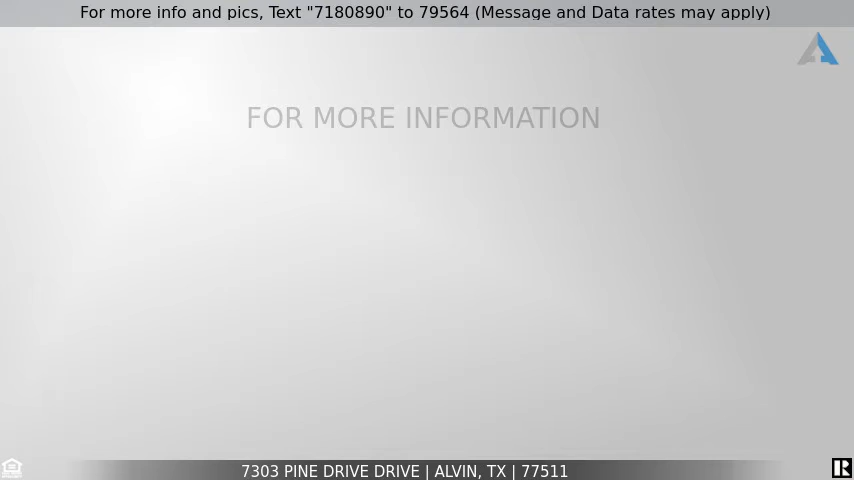 For more info and pics, Text "7180890" to 79564 (Message and Data rates may apply)
FOR MORE INFORMATION
7303 PINE DRIVE DRIVE | ALVIN, TX | 77511